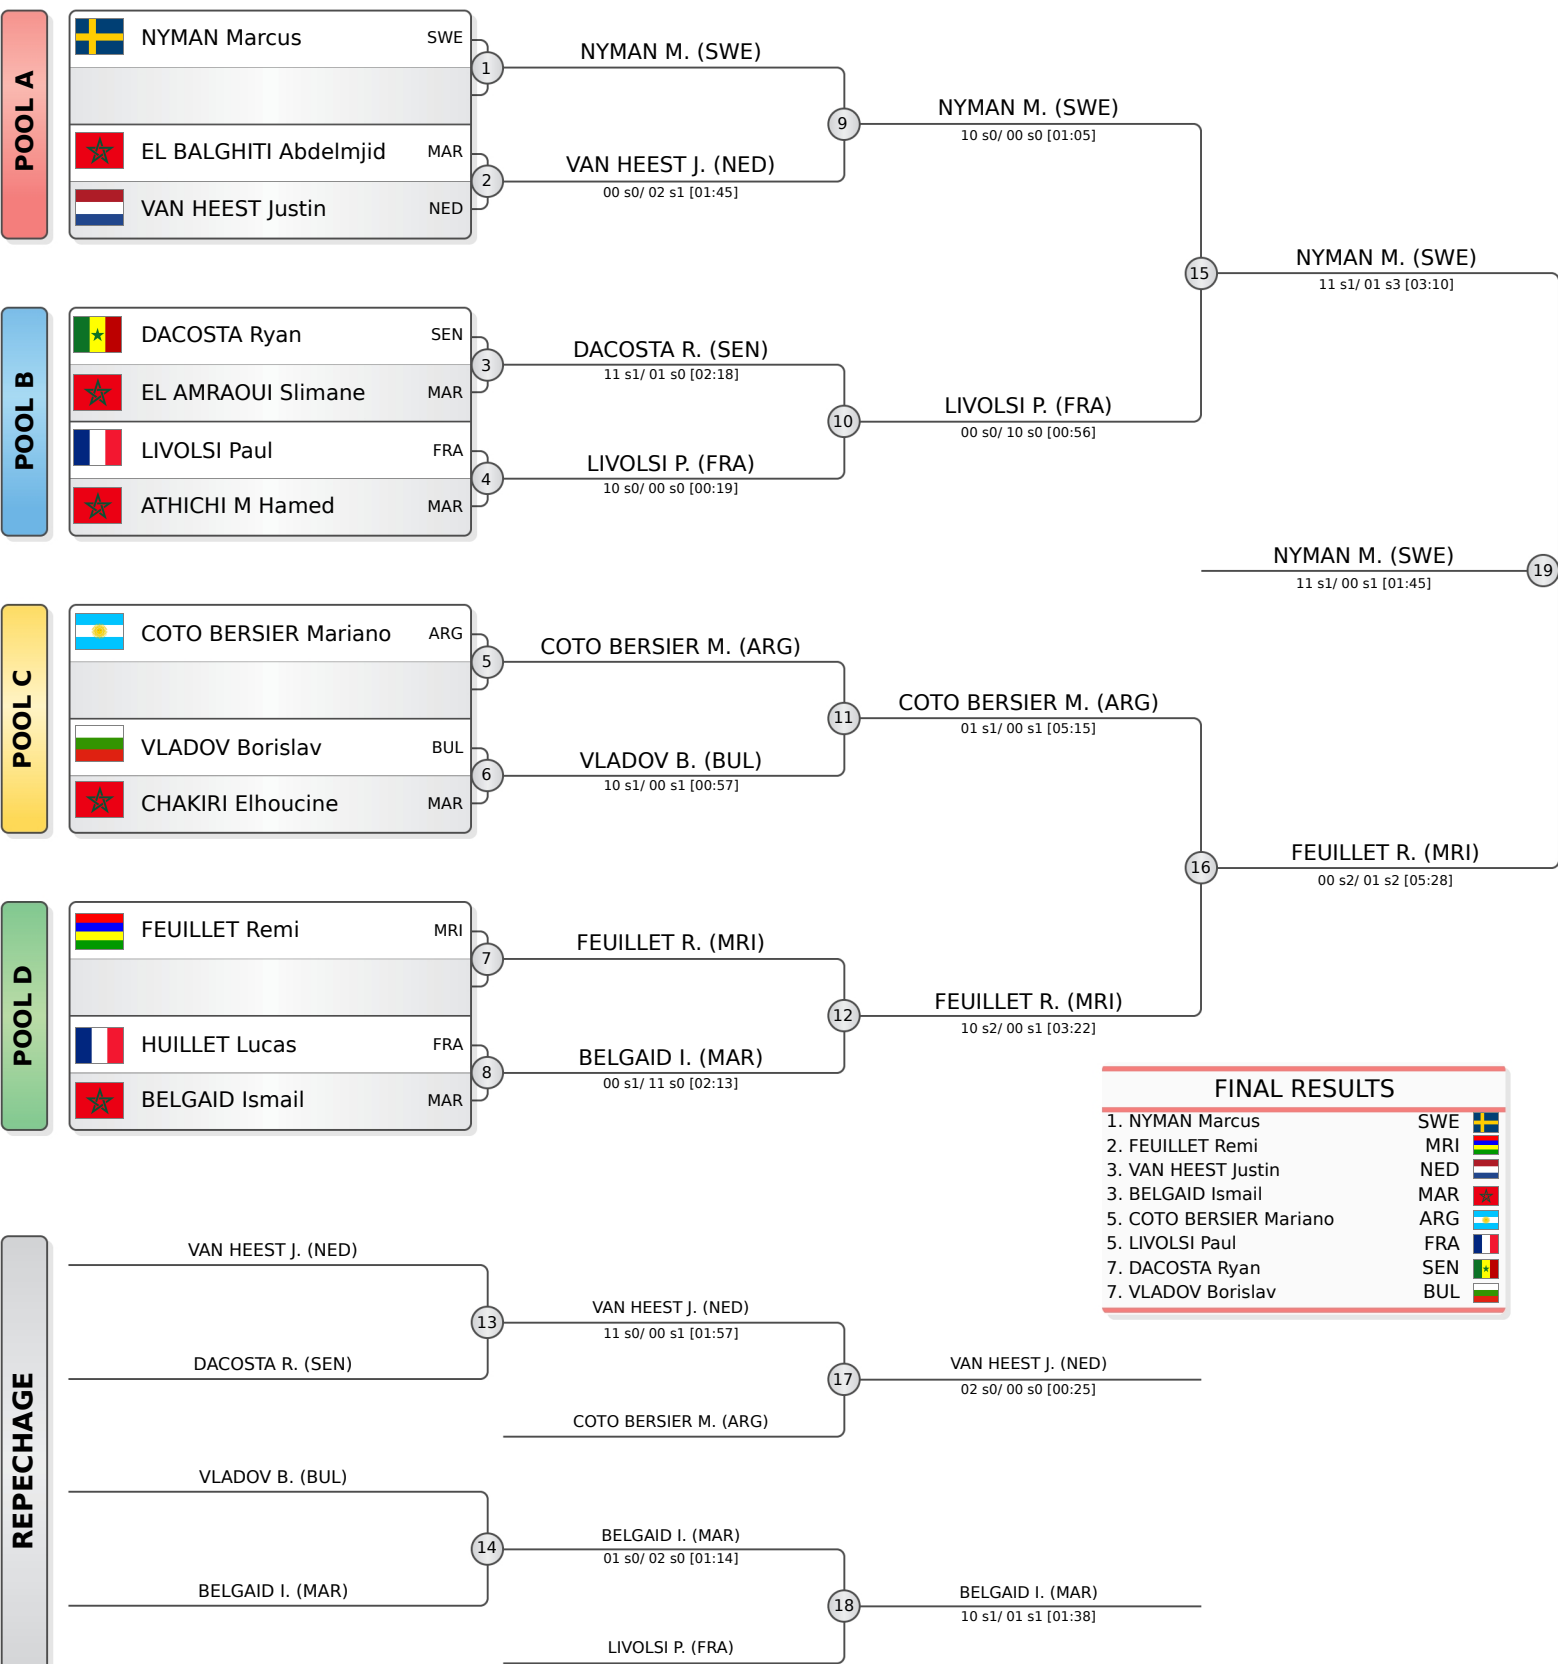 POOL A
NYMAN Marcus SWE
EL BALGHITI Abdelmjid MAR
VAN HEEST Justin NED
1
NYMAN M. (SWE)
2
VAN HEEST J. (NED)
00 s0/ 02 s1 [01:45]
9
NYMAN M. (SWE)
10 s0/ 00 s0 [01:05]
15
NYMAN M. (SWE)
11 s1/ 01 s3 [03:10]
POOL B
DACOSTA Ryan SEN
EL AMRAOUI Slimane MAR
LIVOLSI Paul FRA
ATHICHI M Hamed MAR
3
DACOSTA R. (SEN)
11 s1/ 01 s0 [02:18]
4
LIVOLSI P. (FRA)
10 s0/ 00 s0 [00:19]
10
LIVOLSI P. (FRA)
00 s0/ 10 s0 [00:56]
NYMAN M. (SWE)
11 s1/ 00 s1 [01:45]
19
POOL C
COTO BERSIER Mariano ARG
VLADOV Borislav BUL
CHAKIRI Elhoucine MAR
5
COTO BERSIER M. (ARG)
6
VLADOV B. (BUL)
10 s1/ 00 s1 [00:57]
11
COTO BERSIER M. (ARG)
01 s1/ 00 s1 [05:15]
16
FEUILLET R. (MRI)
00 s2/ 01 s2 [05:28]
POOL D
FEUILLET Remi MRI
HUILLET Lucas FRA
BELGAID Ismail MAR
7
FEUILLET R. (MRI)
8
BELGAID I. (MAR)
00 s1/ 11 s0 [02:13]
12
FEUILLET R. (MRI)
10 s2/ 00 s1 [03:22]
FINAL RESULTS
1. NYMAN Marcus SWE
2. FEUILLET Remi MRI
3. VAN HEEST Justin NED
3. BELGAID Ismail MAR
5. COTO BERSIER Mariano ARG
5. LIVOLSI Paul FRA
7. DACOSTA Ryan SEN
7. VLADOV Borislav BUL
REPECHAGE
VAN HEEST J. (NED)
DACOSTA R. (SEN)
13
VAN HEEST J. (NED)
11 s0/ 00 s1 [01:57]
COTO BERSIER M. (ARG)
17
VAN HEEST J. (NED)
02 s0/ 00 s0 [00:25]
VLADOV B. (BUL)
BELGAID I. (MAR)
14
BELGAID I. (MAR)
01 s0/ 02 s0 [01:14]
LIVOLSI P. (FRA)
18
BELGAID I. (MAR)
10 s1/ 01 s1 [01:38]